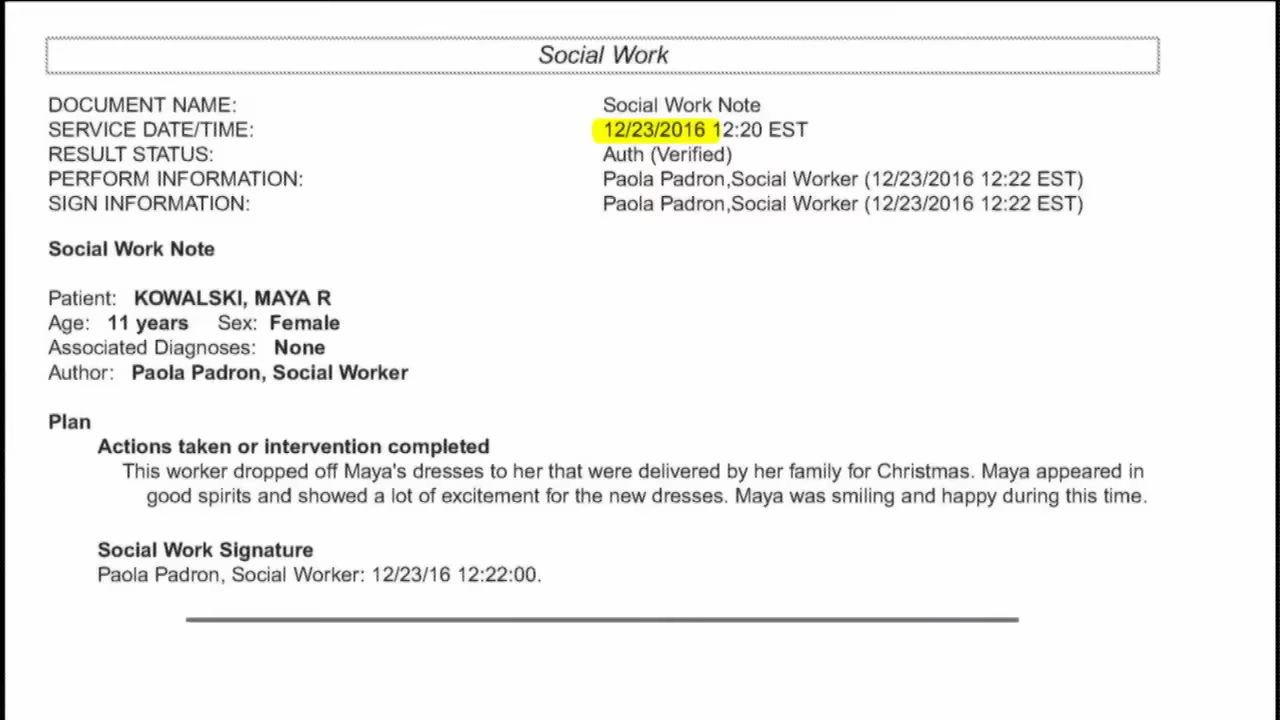 Social Work
DOCUMENT NAME: Social Work Note
SERVICE DATE/TIME: 12/23/2016 12:20 EST
RESULT STATUS: Auth (Verified)
PERFORM INFORMATION: Paola Padron,Social Worker (12/23/2016 12:22 EST)
SIGN INFORMATION: Paola Padron,Social Worker (12/23/2016 12:22 EST)
Social Work Note
Patient: KOWALSKI, MAYA R
Age: 11 years Sex: Female
Associated Diagnoses: None
Author: Paola Padron, Social Worker
Plan
Actions taken or intervention completed
This worker dropped off Maya's dresses to her that were delivered by her family for Christmas. Maya appeared in
good spirits and showed a lot of excitement for the new dresses. Maya was smiling and happy during this time.
Social Work Signature
Paola Padron, Social Worker: 12/23/16 12:22:00.